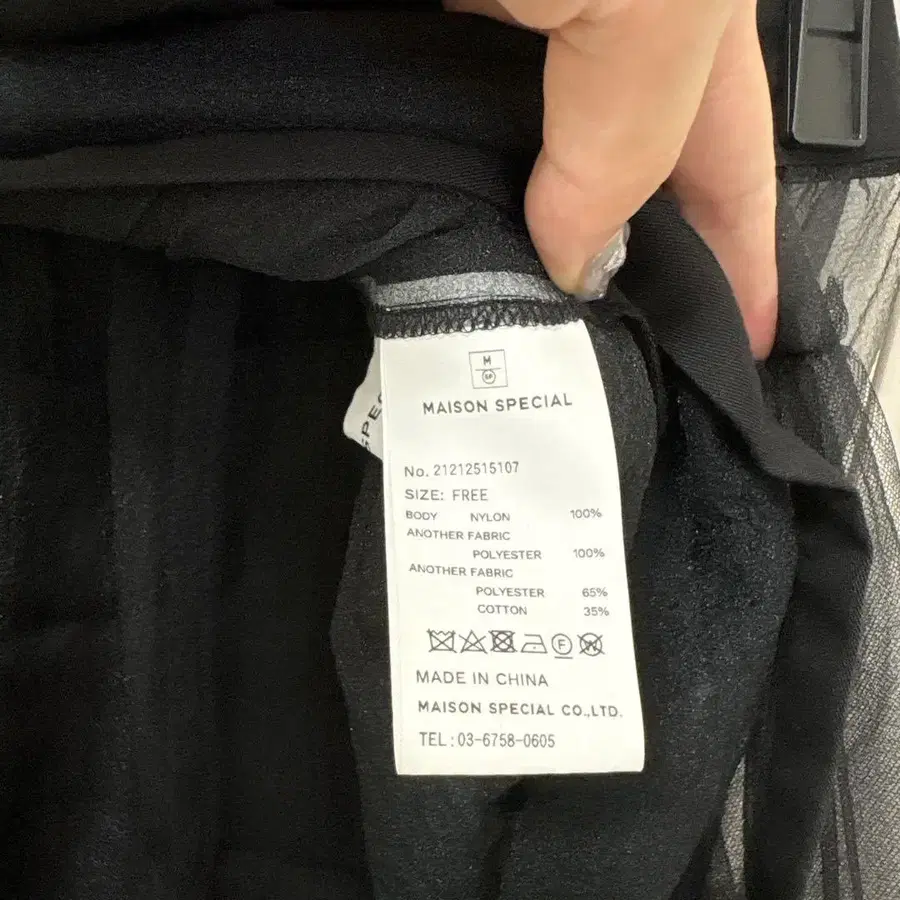 M
SP
MAISON SPECIAL
No. 21212515107
SIZE: FREE
BODY NYLON 100%
ANOTHER FABRIC
POLYESTER 100%
ANOTHER FABRIC
POLYESTER 65%
COTTON 35%
F W
MADE IN CHINA
MAISON SPECIAL CO.,LTD.
TEL:03-6758-0605
SPEC